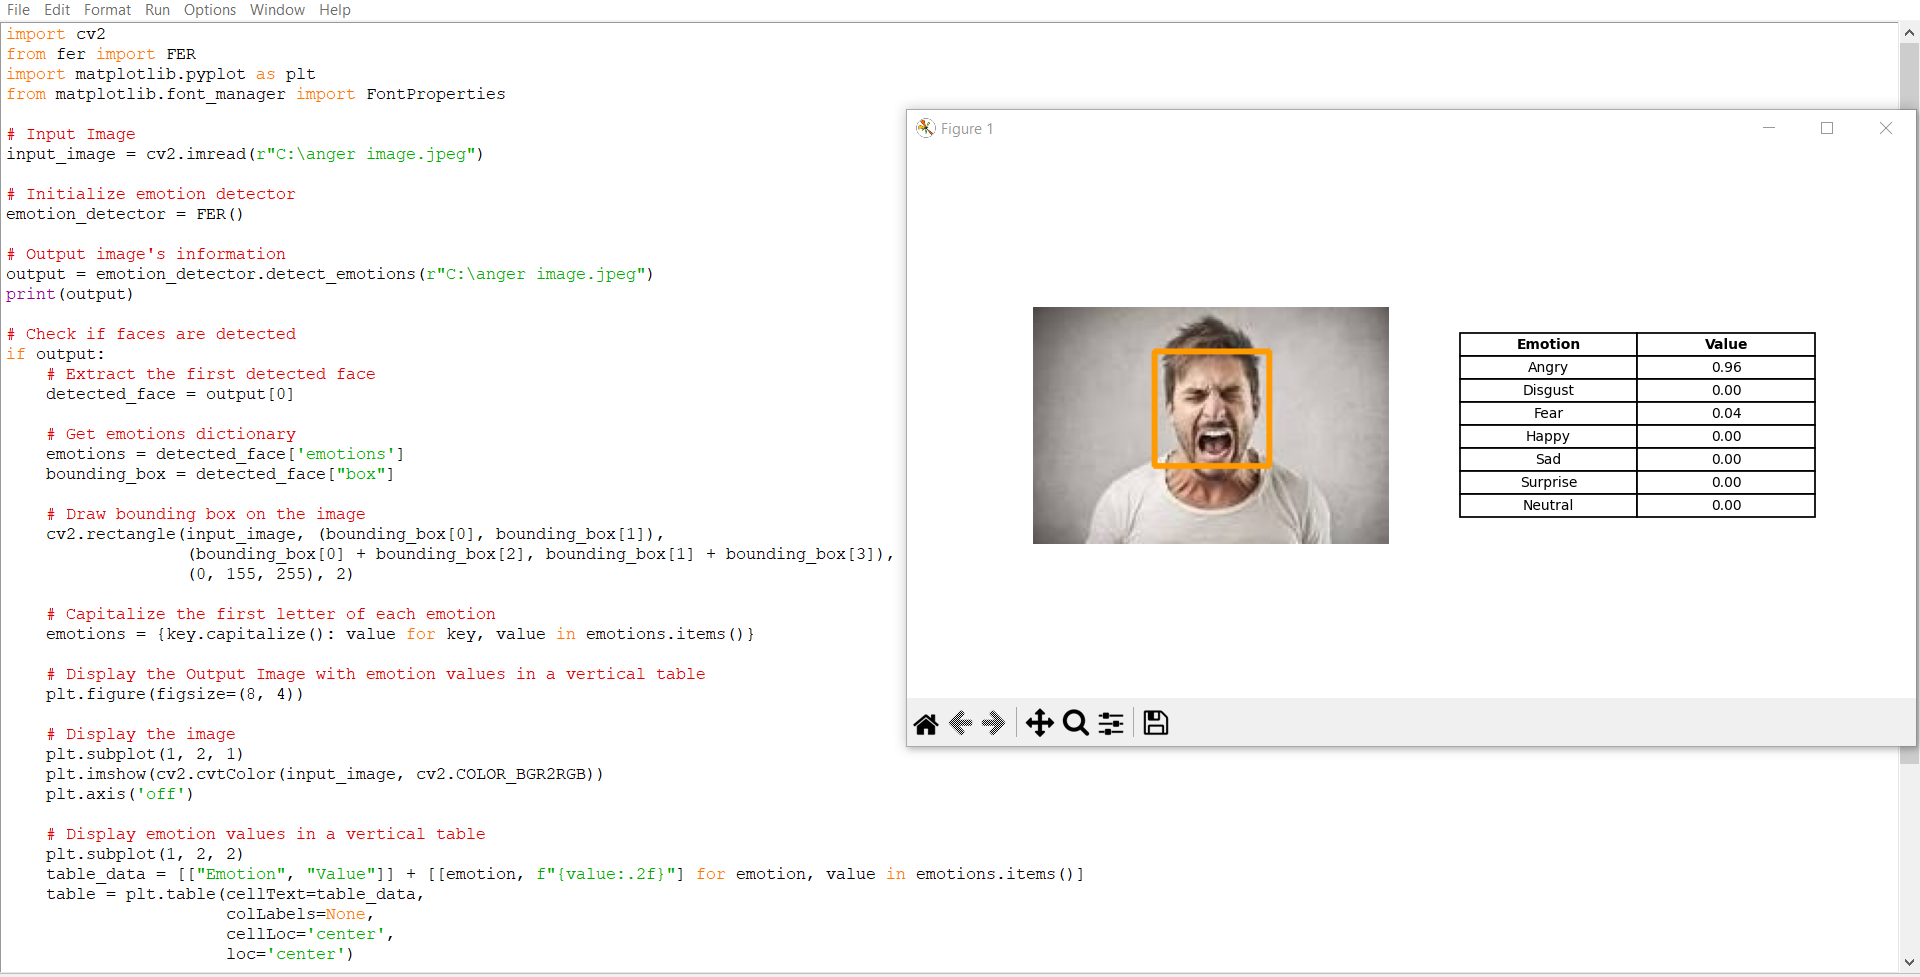 File Edit Format Run Options Window Help
import cv2
from fer import FER
import matplotlib.pyplot as plt
from matplotlib.font_manager import FontProperties
# Input Image
input_image = cv2.imread(r"C:\anger image.jpeg")
# Initialize emotion detector
emotion_detector = FER()
# Output image's information
output = emotion_detector.detect_emotions(r"C:\anger image.jpeg")
print(output)
# Check if faces are detected
if output:
    # Extract the first detected face
    detected_face = output[0]
    # Get emotions dictionary
    emotions = detected_face['emotions']
    bounding_box = detected_face["box"]
    # Draw bounding box on the image
    cv2.rectangle(input_image, (bounding_box[0], bounding_box[1]),
                  (bounding_box[0] + bounding_box[2], bounding_box[1] + bounding_box[3]),
                  (0, 155, 255), 2)
    # Capitalize the first letter of each emotion
    emotions = {key.capitalize(): value for key, value in emotions.items()}
    # Display the Output Image with emotion values in a vertical table
    plt.figure(figsize=(8, 4))
    # Display the image
    plt.subplot(1, 2, 1)
    plt.imshow(cv2.cvtColor(input_image, cv2.COLOR_BGR2RGB))
    plt.axis('off')
    # Display emotion values in a vertical table
    plt.subplot(1, 2, 2)
    table_data = [["Emotion", "Value"]] + [[emotion, f"{value:.2f}"] for emotion, value in emotions.items()]
    table = plt.table(cellText=table_data,
                      colLabels=None,
                      cellLoc='center',
                      loc='center')
Figure 1
Emotion Value
Angry 0.96
Disgust 0.00
Fear 0.04
Happy 0.00
Sad 0.00
Surprise 0.00
Neutral 0.00